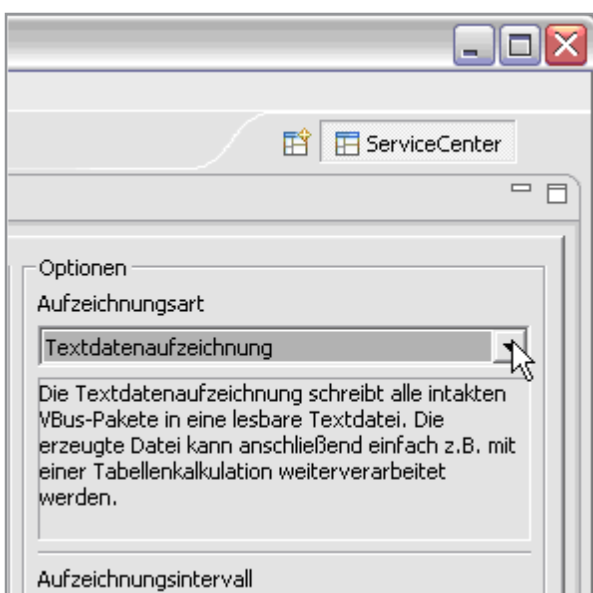 ServiceCenter
Optionen
Aufzeichnungsart
Textdatenaufzeichnung
Die Textdatenaufzeichnung schreibt alle intakten
VBus-Pakete in eine lesbare Textdatei. Die
erzeugte Datei kann anschließend einfach z.B. mit
einer Tabellenkalkulation weiterverarbeitet
werden.
Aufzeichnungsintervall